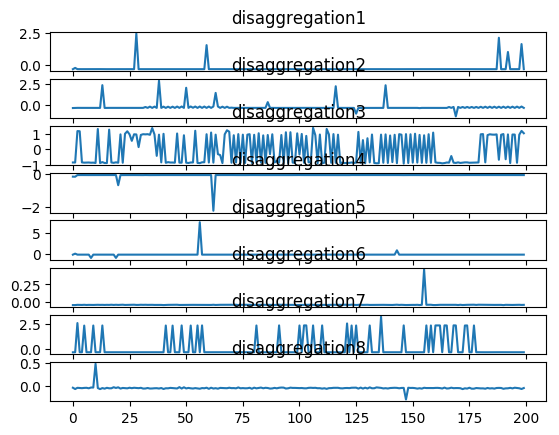 disaggregation1
2.5
0.0
disaggregation2
2.5
0.0
disaggregation3
1
0
−1
disaggregation4
0
−2
disaggregation5
5
0
disaggregation6
0.25
0.00
disaggregation7
2.5
0.0
disaggregation8
0.5
0.0
0 25 50 75 100 125 150 175 200